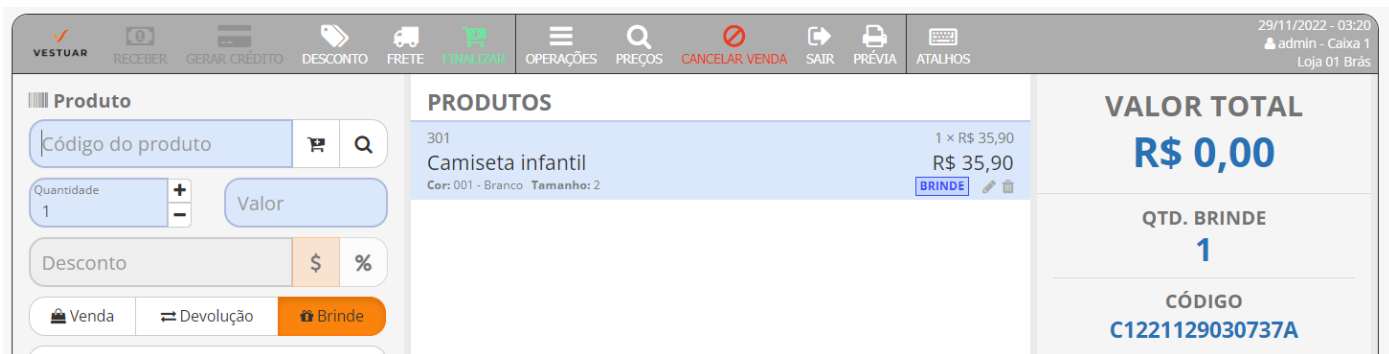 VESTUAR
RECEBER
GERAR CRÉDITO
DESCONTO
FRETE
FINALIZAR
OPERAÇÕES
PREÇOS
CANCELAR VENDA
SAIR
PRÉVIA
ATALHOS
29/11/2022 - 03:20
admin - Caixa 1
Loja 01 Brás
Produto
Código do produto
Quantidade
1
+
−
Valor
Desconto
$
%
Venda
Devolução
Brinde
PRODUTOS
301
1 × R$ 35,90
Camiseta infantil
R$ 35,90
Cor: 001 - Branco Tamanho: 2
BRINDE
VALOR TOTAL
R$ 0,00
QTD. BRINDE
1
CÓDIGO
C1221129030737A